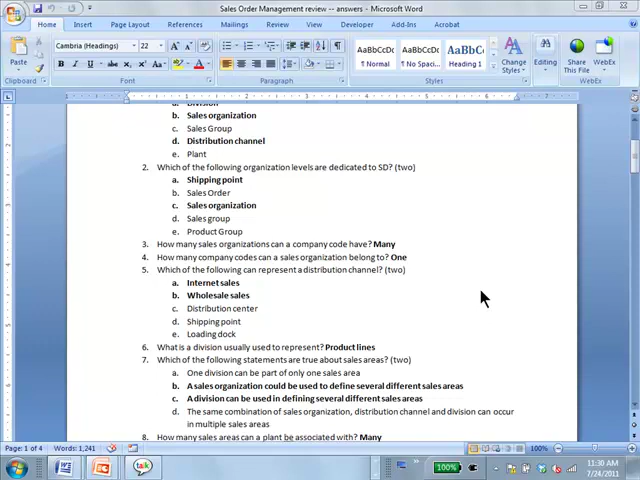 Sales Order Management review -- answers - Microsoft Word
Home Insert Page Layout References Mailings Review View Developer Add-Ins Acrobat
Cambria (Headings) 22
AaBbCcDc AaBbCcDc AaBbCc
Paste
¶ Normal ¶ No Spaci... Heading 1
Change Styles
Editing
Share This File
WebEx
Clipboard Font Paragraph Styles WebEx
a. Division
b. Sales organization
c. Sales Group
d. Distribution channel
e. Plant
2. Which of the following organization levels are dedicated to SD? (two)
a. Shipping point
b. Sales Order
c. Sales organization
d. Sales group
e. Product Group
3. How many sales organizations can a company code have? Many
4. How many company codes can a sales organization belong to? One
5. Which of the following can represent a distribution channel? (two)
a. Internet sales
b. Wholesale sales
c. Distribution center
d. Shipping point
e. Loading dock
6. What is a division usually used to represent? Product lines
7. Which of the following statements are true about sales areas? (two)
a. One division can be part of only one sales area
b. A sales organization could be used to define several different sales areas
c. A division can be used in defining several different sales areas
d. The same combination of sales organization, distribution channel and division can occur
in multiple sales areas
8. How many sales areas can a plant be associated with? Many
Page: 1 of 4 Words: 1,241 100%
talk
100%
11:30 AM
7/24/2011